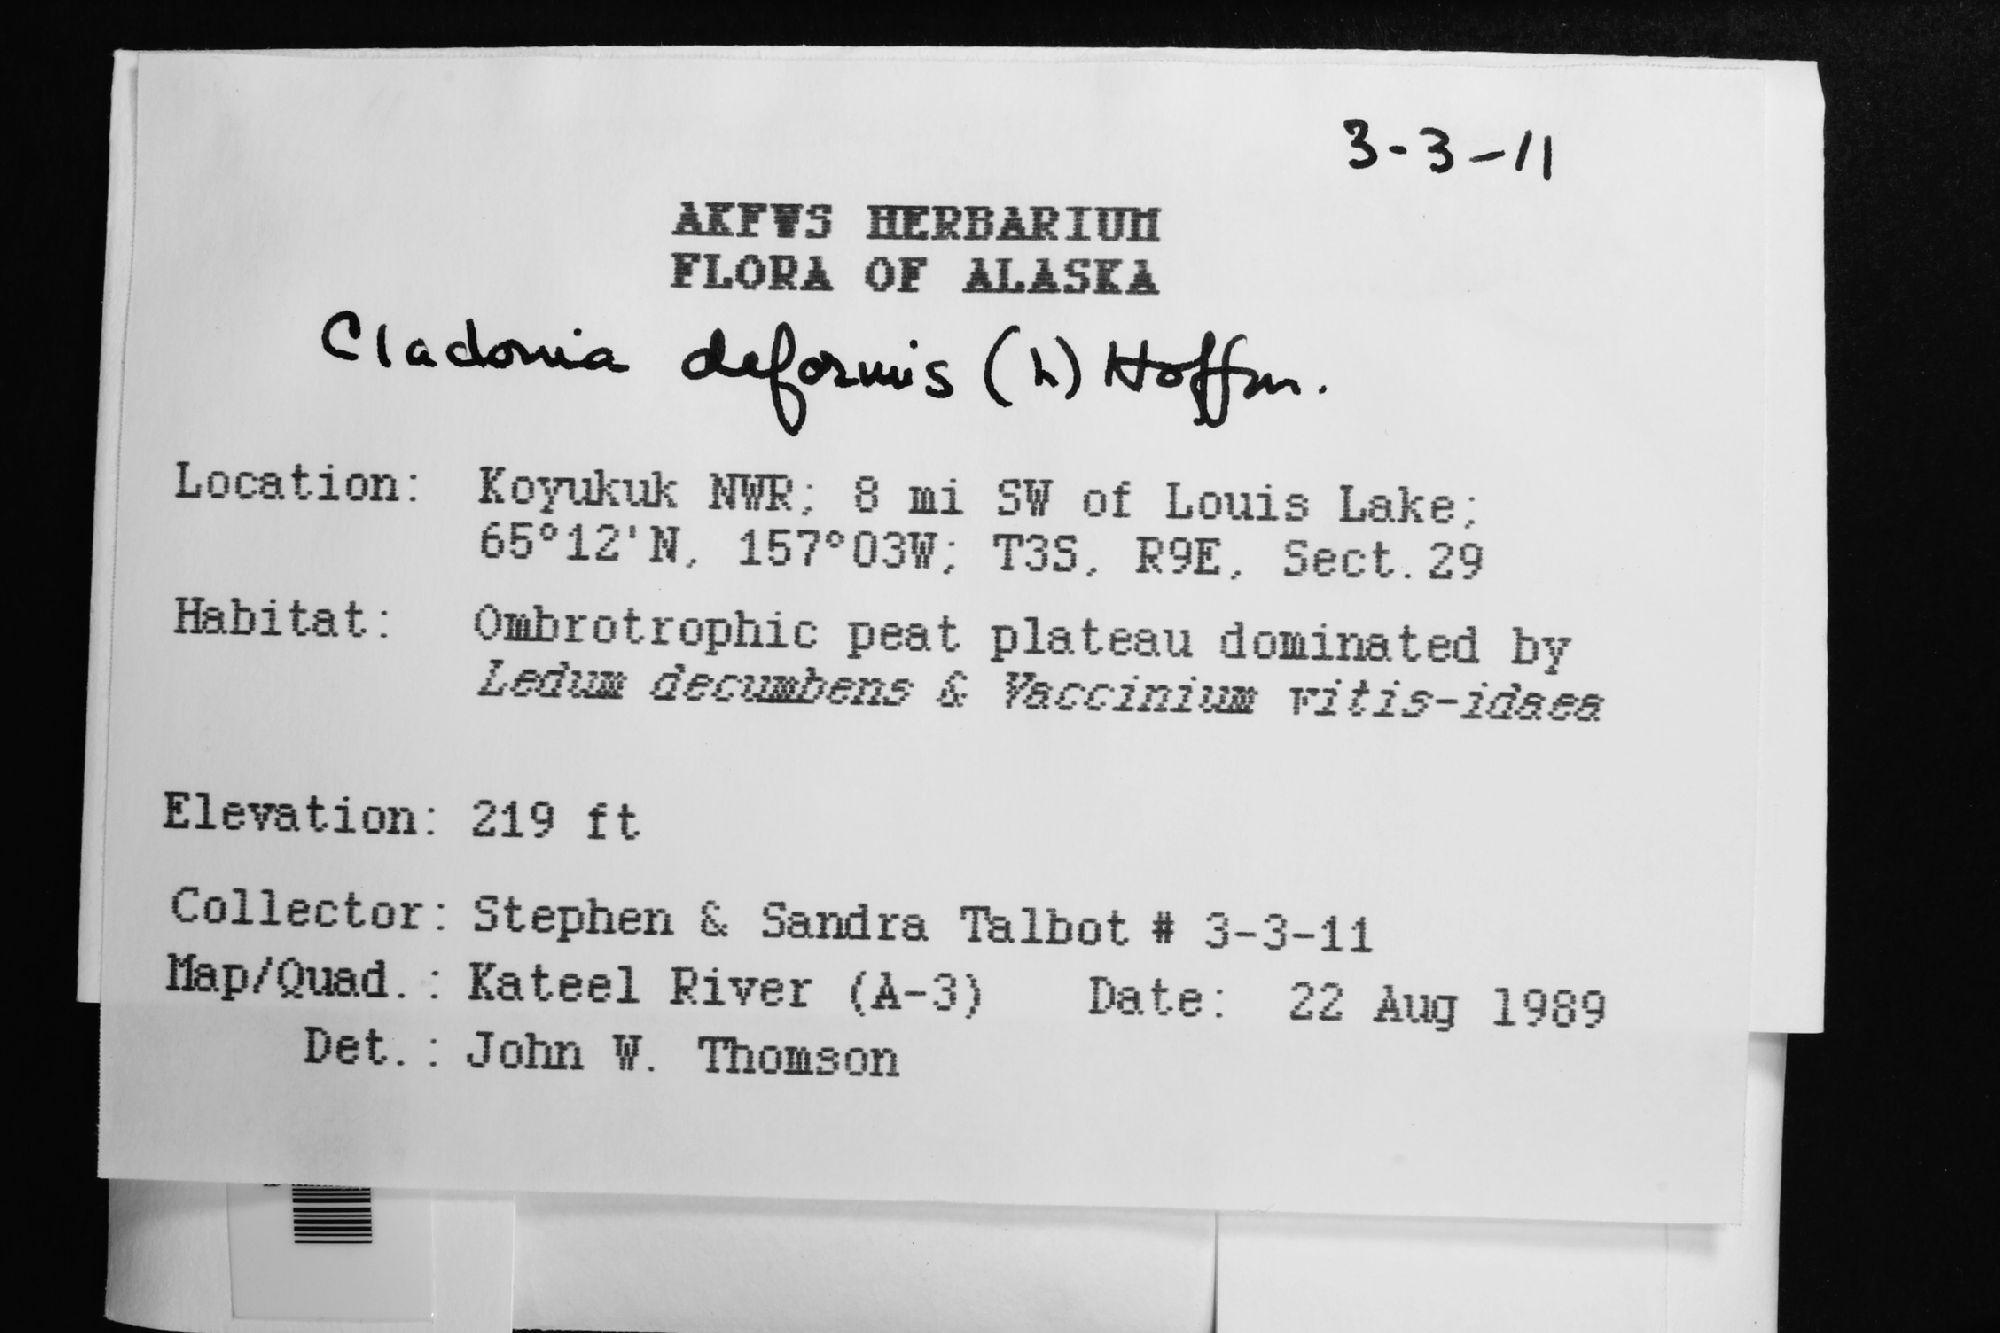 3-3-11
AKFWS HERBARIUM
FLORA OF ALASKA
Cladonia deformis (L) Hoffm.
Location: Koyukuk NWR; 8 mi SW of Louis Lake;
65°12'N, 157°03W; T3S, R9E, Sect.29
Habitat: Ombrotrophic peat plateau dominated by
Ledum decumbens & Vaccinium vitis-idaea
Elevation: 219 ft
Collector: Stephen & Sandra Talbot # 3-3-11
Map/Quad.: Kateel River (A-3) Date: 22 Aug 1989
Det.: John W. Thomson